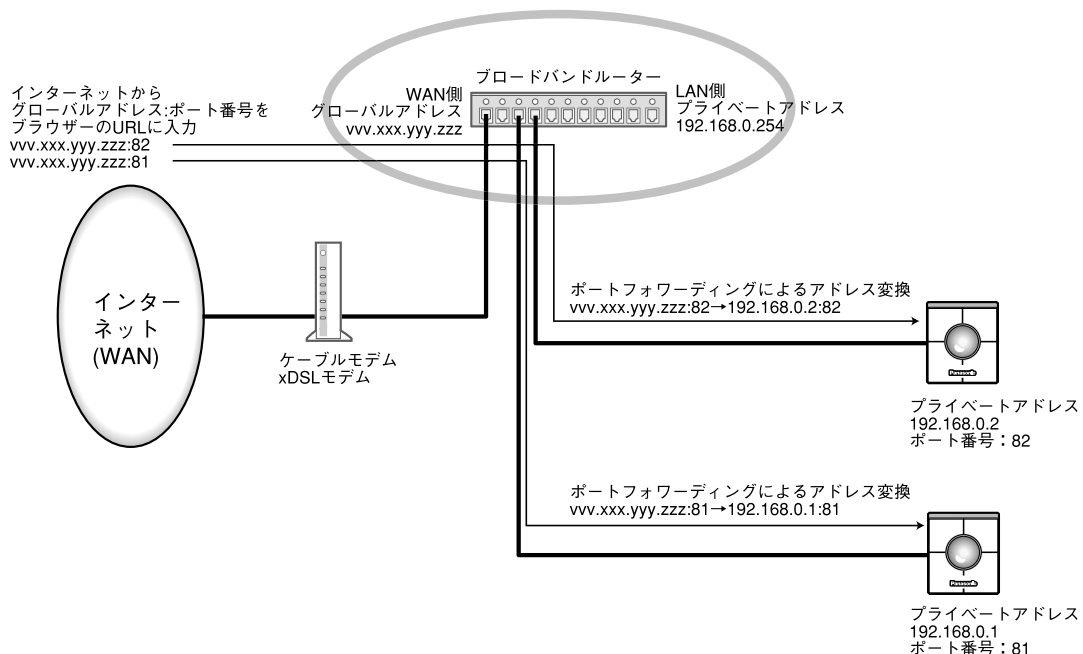 インターネットから
グローバルアドレス:ポート番号を
ブラウザーのURLに入力
vvv.xxx.yyy.zzz:82
vvv.xxx.yyy.zzz:81
ブロードバンドルーター
WAN側
グローバルアドレス
vvv.xxx.yyy.zzz
LAN側
プライベートアドレス
192.168.0.254
インター
ネット
(WAN)
ケーブルモデム
xDSLモデム
ポートフォワーディングによるアドレス変換
vvv.xxx.yyy.zzz:82→192.168.0.2:82
Panasonic
プライベートアドレス
192.168.0.2
ポート番号：82
ポートフォワーディングによるアドレス変換
vvv.xxx.yyy.zzz:81→192.168.0.1:81
Panasonic
プライベートアドレス
192.168.0.1
ポート番号：81